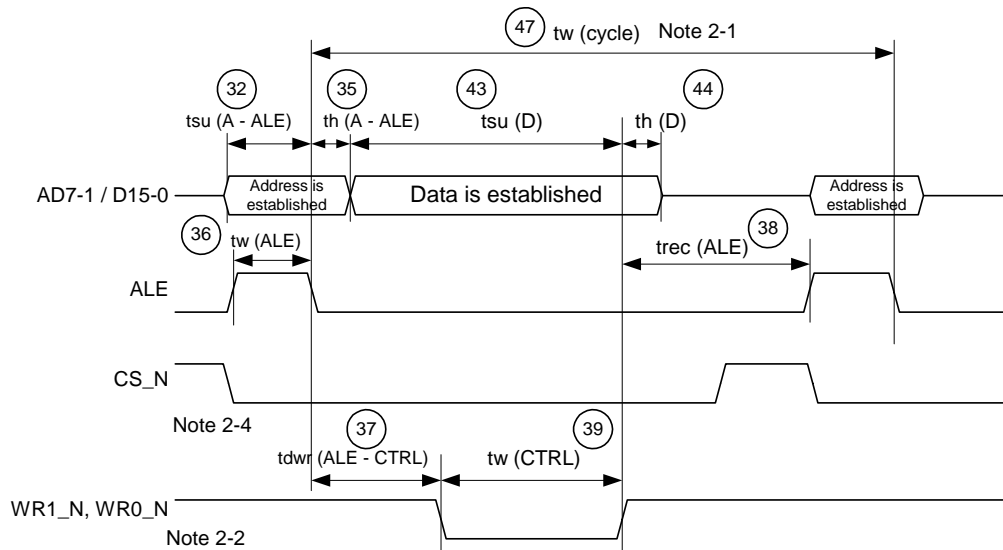 47 tw (cycle) Note 2-1
32 35 43 44
tsu (A - ALE) th (A - ALE) tsu (D) th (D)
AD7-1 / D15-0
Address is
established
Data is established
Address is
established
36 tw (ALE)
38
trec (ALE)
ALE
CS_N
Note 2-4
37 39
tdwr (ALE - CTRL) tw (CTRL)
WR1_N, WR0_N
Note 2-2